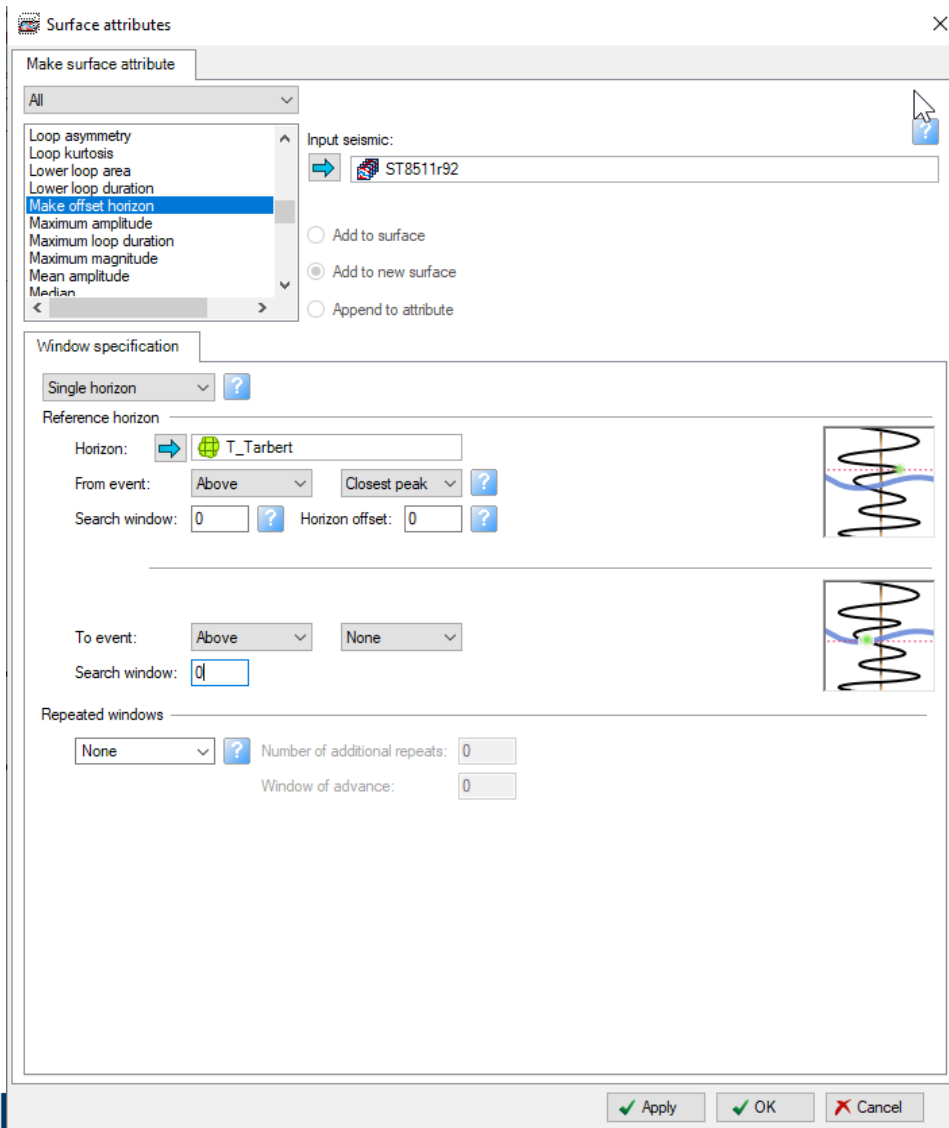 Surface attributes
Make surface attribute
All
Loop asymmetry
Loop kurtosis
Lower loop area
Lower loop duration
Make offset horizon
Maximum amplitude
Maximum loop duration
Maximum magnitude
Mean amplitude
Median
Input seismic:
?
ST8511r92
Add to surface
Add to new surface
Append to attribute
Window specification
Single horizon ?
Reference horizon
Horizon: T_Tarbert
From event: Above Closest peak ?
Search window: 0 ? Horizon offset: 0 ?
To event: Above None
Search window: 0
Repeated windows
None ? Number of additional repeats: 0
Window of advance: 0
Apply OK Cancel